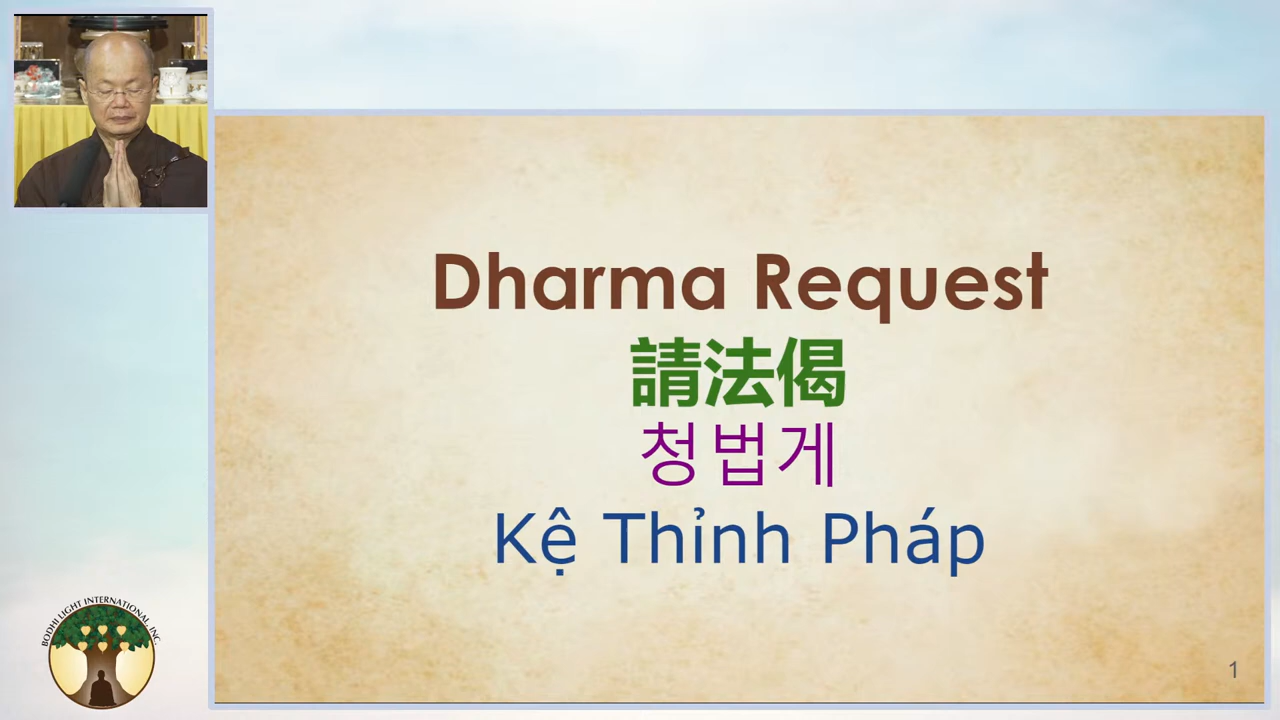 Dharma Request
請法偈
청법게
Kệ Thỉnh Pháp
BODHI LIGHT INTERNATIONAL, INC.
1